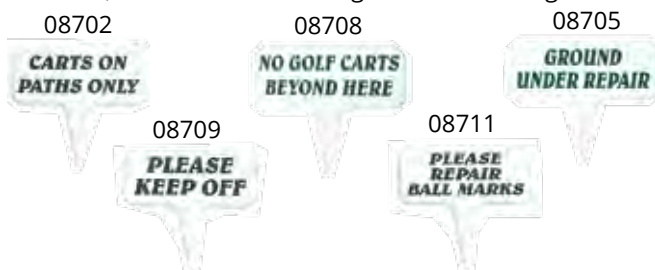 08702
CARTS ON
PATHS ONLY
08708
NO GOLF CARTS
BEYOND HERE
08705
GROUND
UNDER REPAIR
08709
PLEASE
KEEP OFF
08711
PLEASE
REPAIR
BALL MARKS